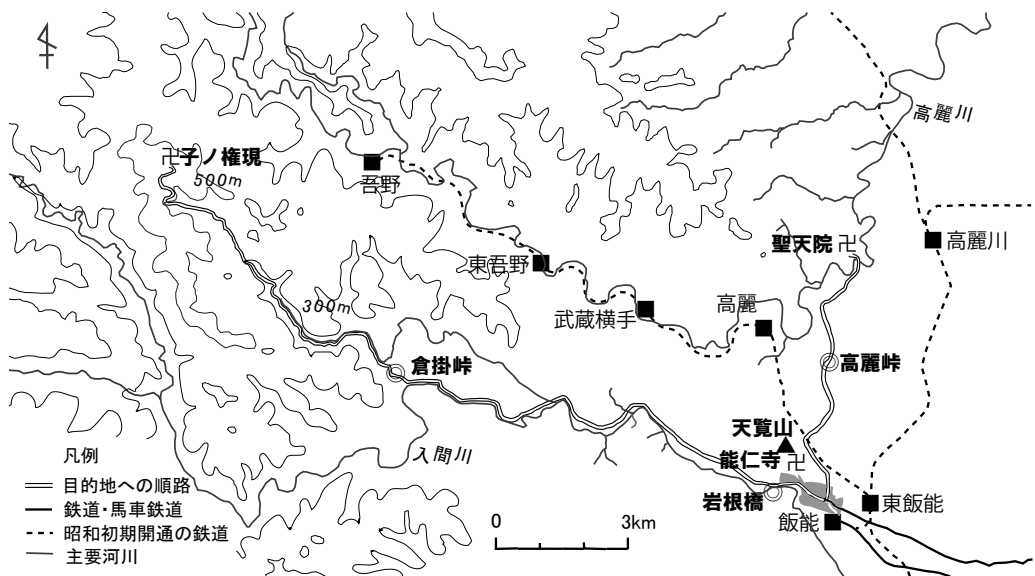 高麗川
卍子ノ権現
500m
吾野
聖天院 卍
高麗川
東吾野
300m
武蔵横手
高麗
倉掛峠
高麗峠
天覧山
能仁寺 卍
入間川
岩根橋
飯能
東飯能
凡例
目的地への順路
鉄道・馬車鉄道
昭和初期開通の鉄道
主要河川
0 3km